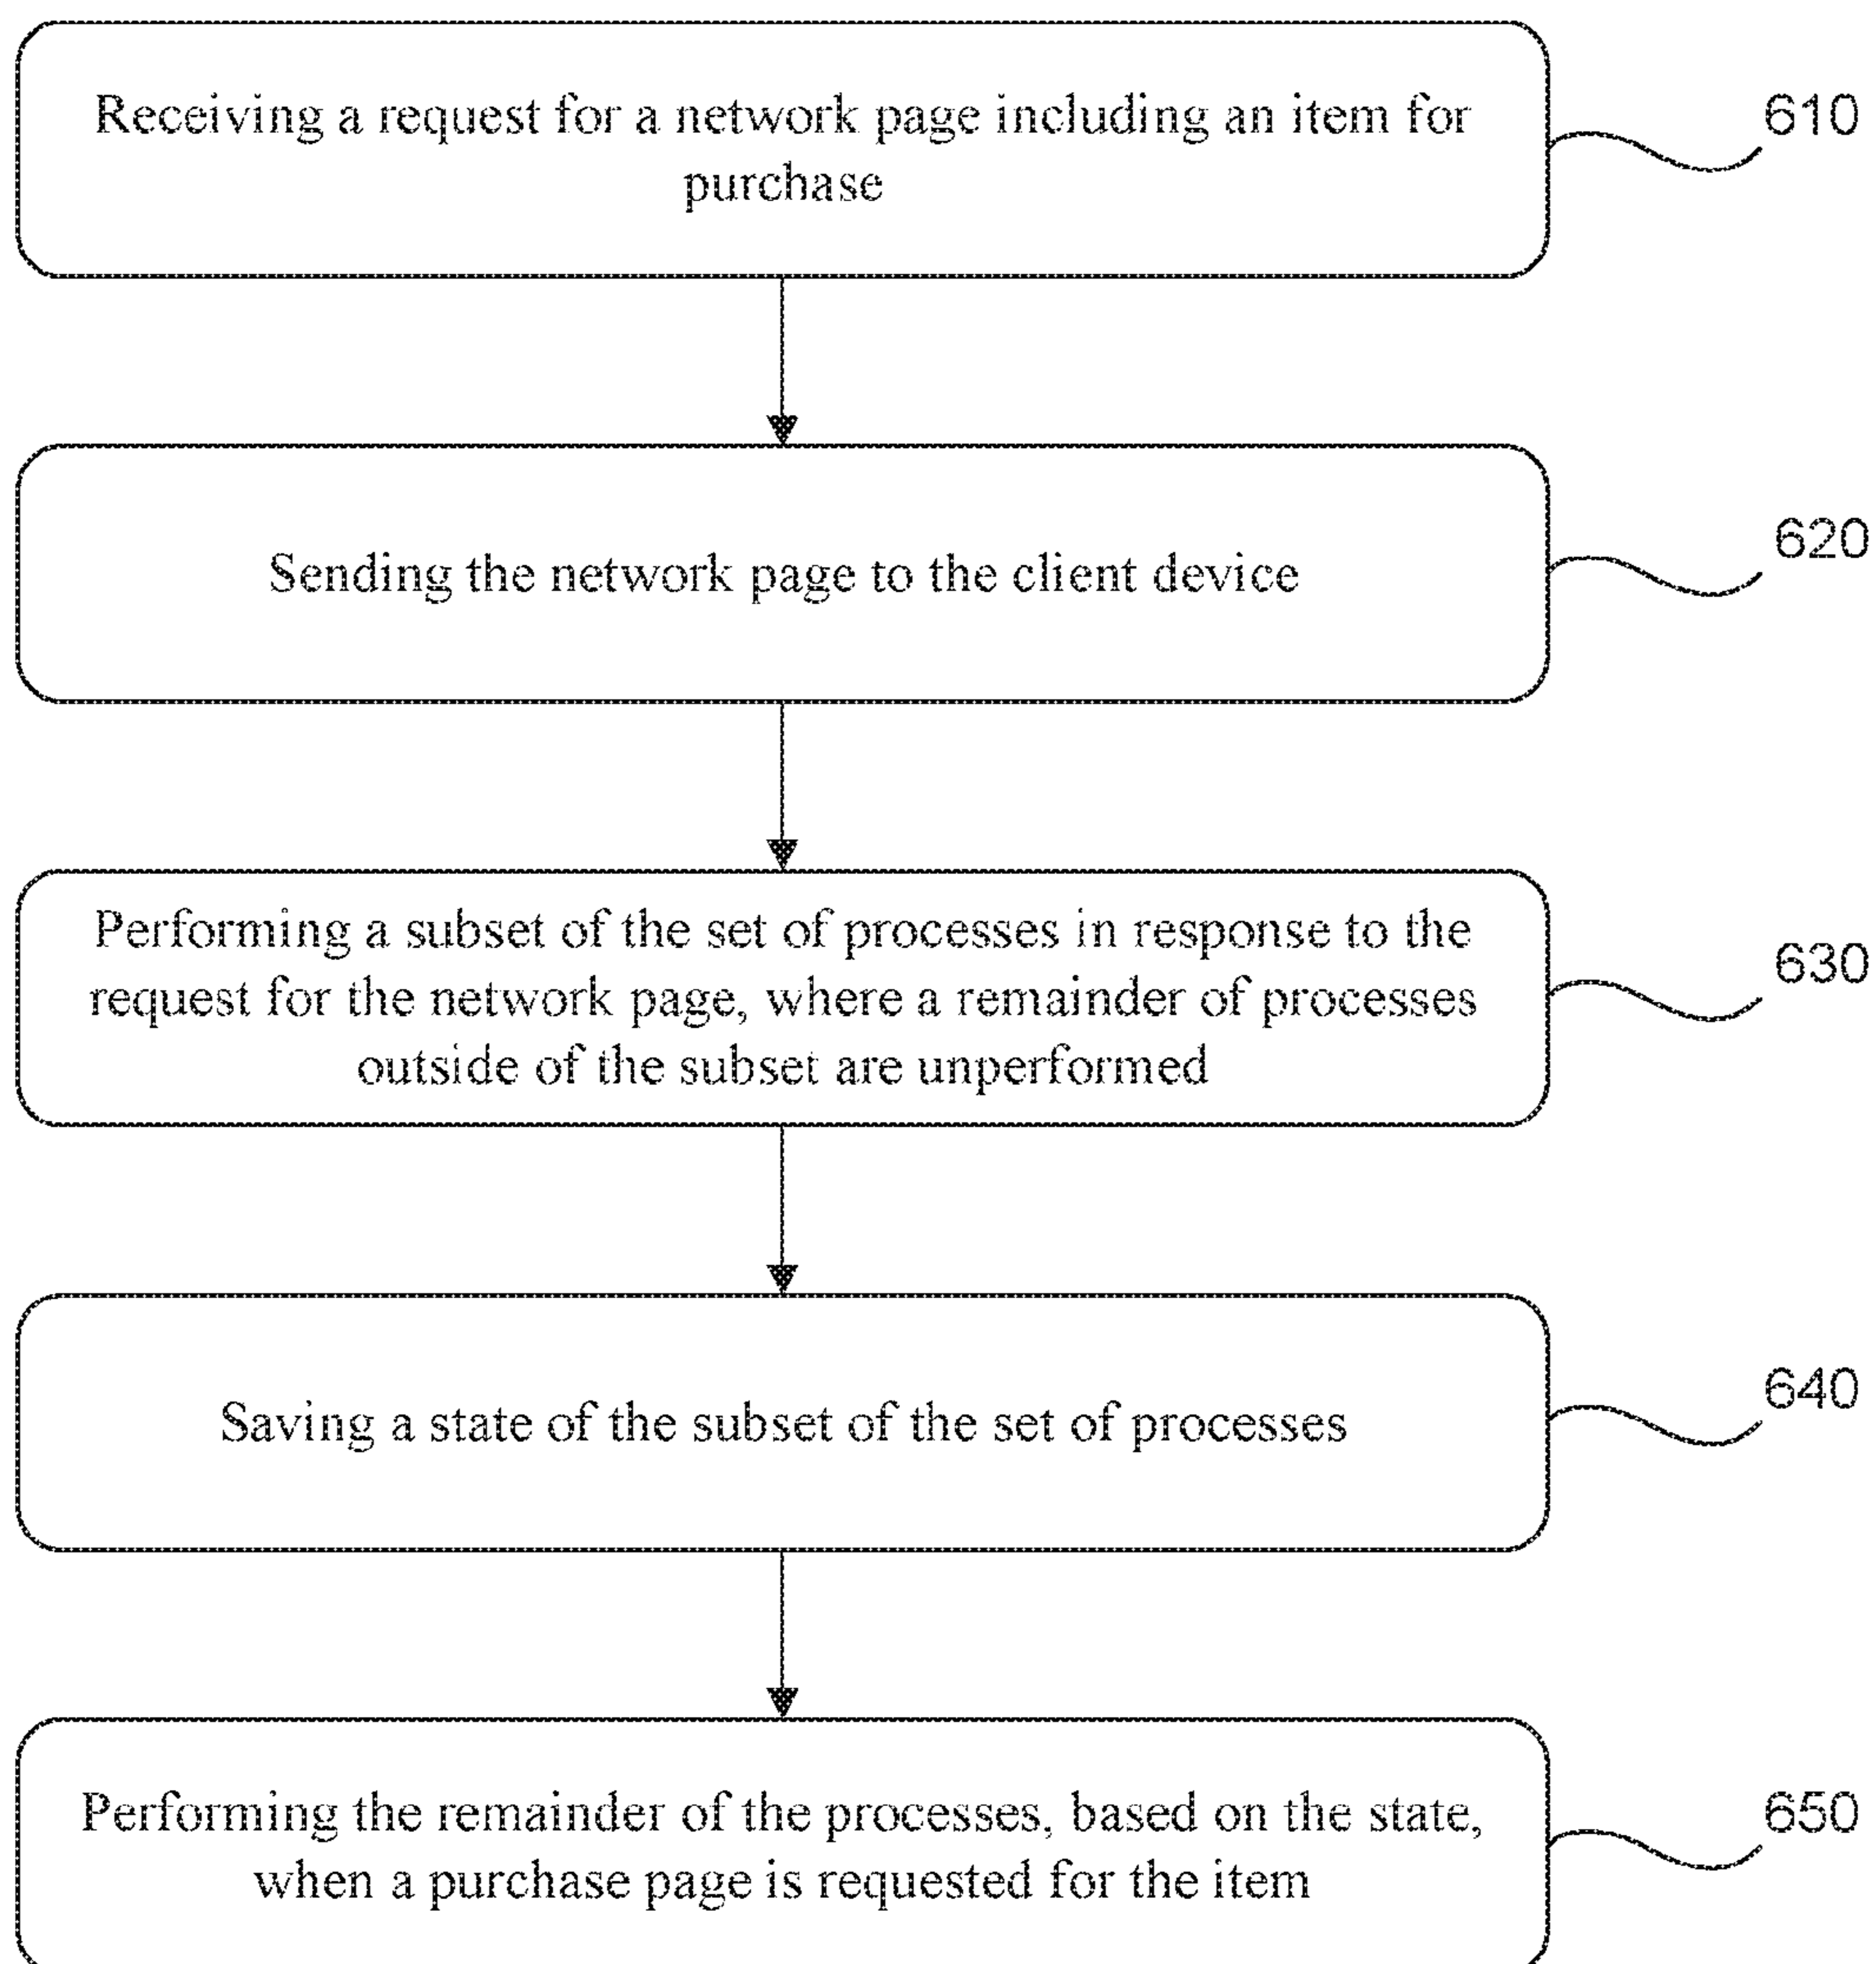 Receiving a request for a network page including an item for
purchase
610
Sending the network page to the client device
620
Performing a subset of the set of processes in response to the
request for the network page, where a remainder of processes
outside of the subset are unperformed
630
Saving a state of the subset of the set of processes
640
Performing the remainder of the processes, based on the state,
when a purchase page is requested for the item
650